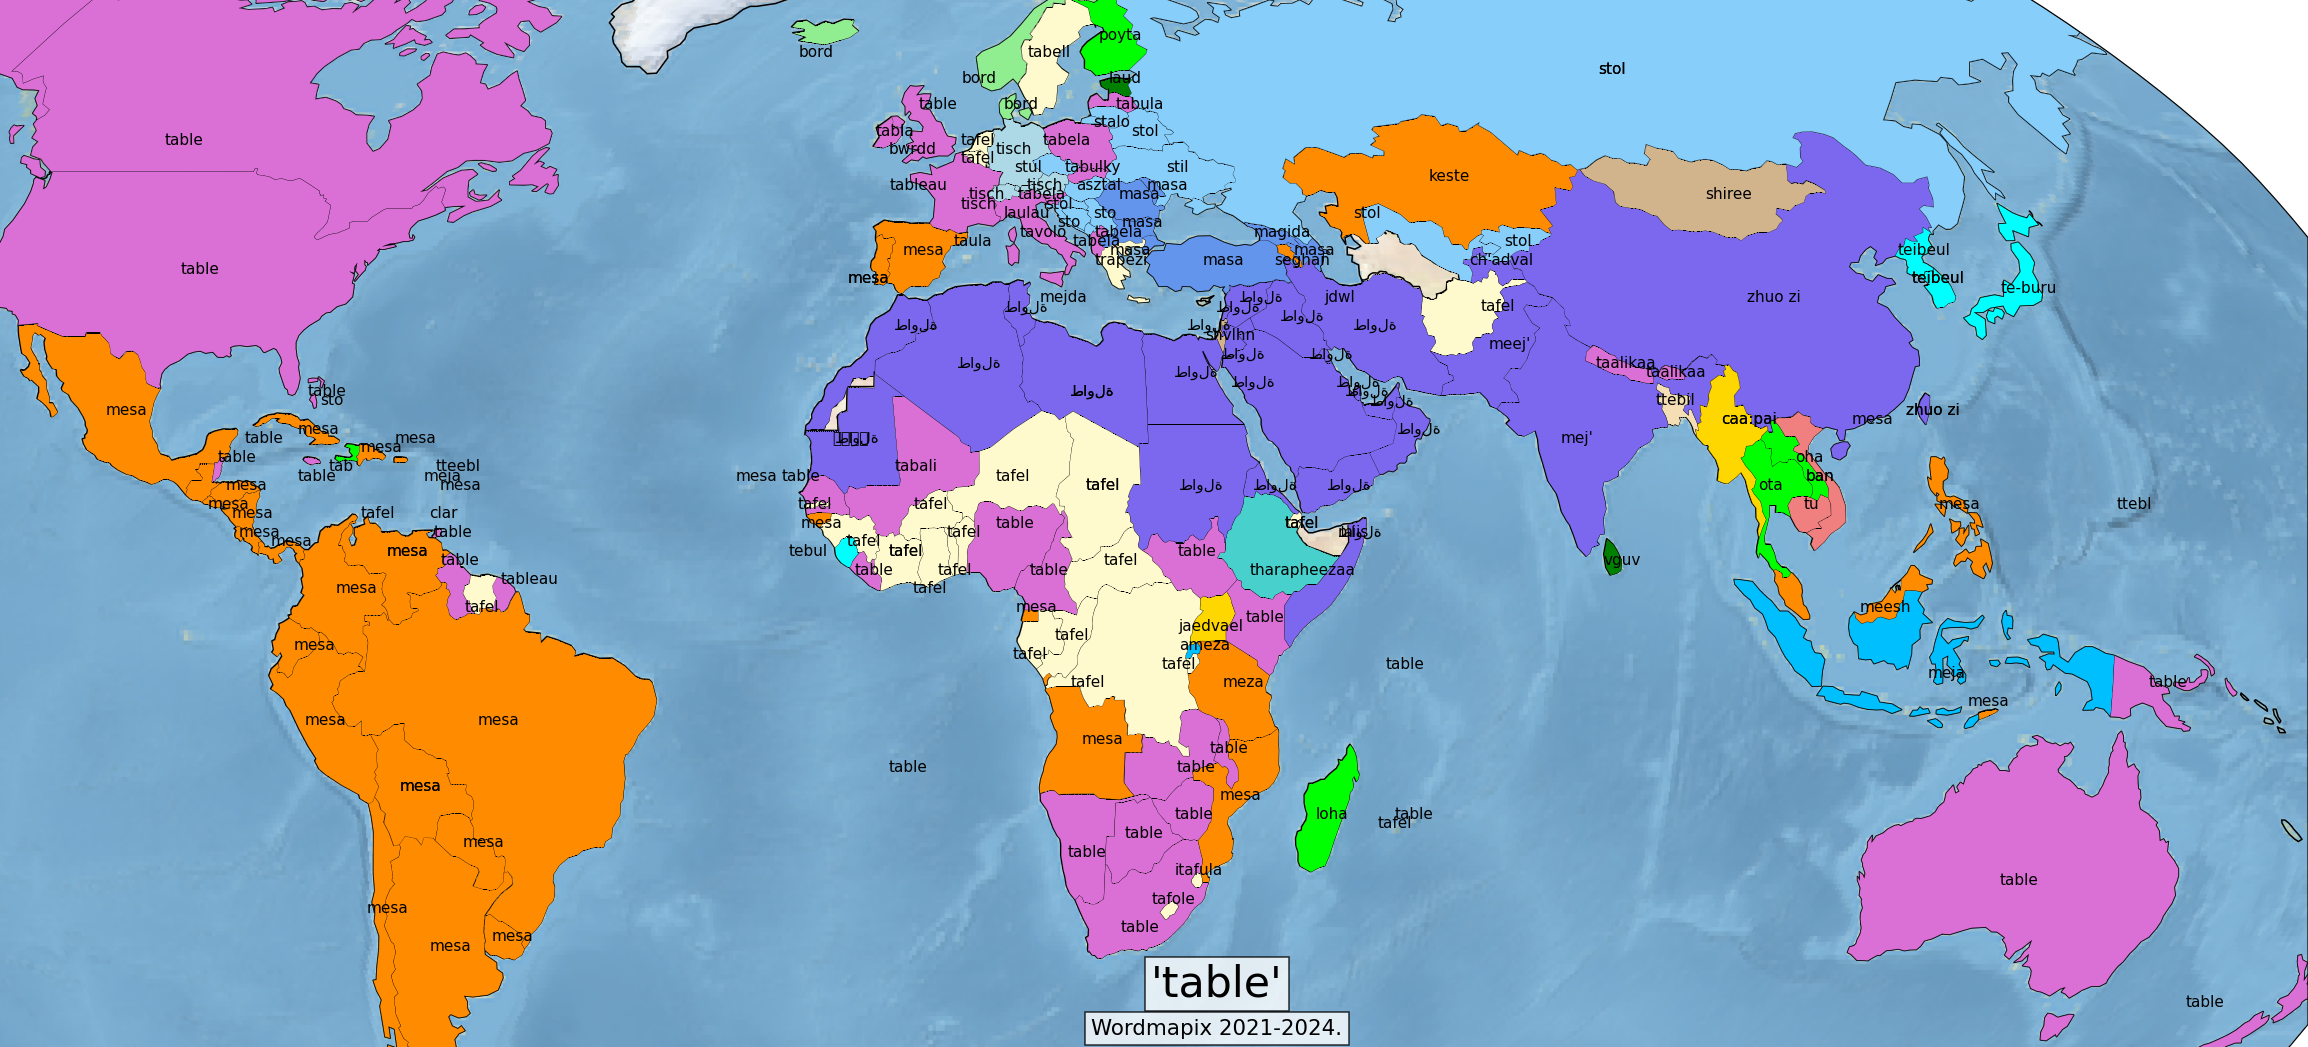 poyta
bord
tabell
stol
bord
laud
table
bord
tabula
stalo
tabla
stol
table
tafel
tabela
bwrdd
tisch
tafel
stul
tabulky
stil
keste
tableau
tisch
asztal
masa
tisch
tabela
masa
shiree
tisch
stol
laulau
sto
stol
sto
masa
tavolo
tabela
magida
taula
tabela
stol
mesa
masa
masa
teibeul
trapezi
masa
seghan
ch'adval
table
mesa
teibeul
te-buru
mejda
jdwl
zhuo zi
طاولة
طاولة
طاولة
tafel
طاولة
طاولة
طاولة
طاولة
shvlhn
meej'
طاولة
طاولة
طاولة
taalikaa
طاولة
taalikaa
طاولة
طاولة
table
طاولة
طاولة
sto
ttebil
طاولة
mesa
zhuo zi
caa:pai
mesa
mesa
طاولة
table
mesa
mesa
طاولة
mej'
table
tab
tteebl
tabali
oha
table
meja
mesa
table
tafel
ban
mesa
mesa
tafel
طاولة
طاولة
طاولة
ota
mesa
tafel
tafel
tu
mesa
ttebl
mesa
tafel
clar
mesa
table
tafel
mesa
table
tafel
mesa
tafel
طاولة
mesa
tebul
tafel
tafel
table
table
tafel
vguv
table
tafel
table
tharapheezaa
mesa
tableau
tafel
tafel
mesa
table
meesh
mesa
tafel
jaedvael
ameza
tafel
tafel
table
tafel
meza
meja
table
mesa
mesa
mesa
mesa
table
table
table
mesa
mesa
table
loha
table
tafel
mesa
table
table
itafula
table
mesa
tafole
mesa
table
mesa
'table'
table
Wordmapix 2021-2024.